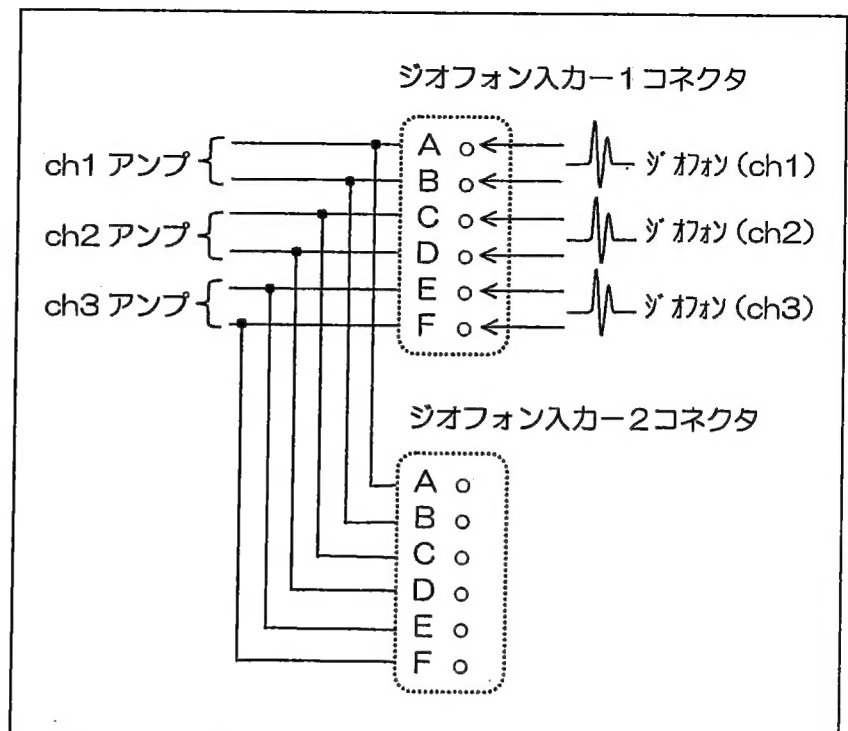 ジオフォン入力ー1コネクタ
ch1 アンプ
A
B
ジオフォン(ch1)
ch2 アンプ
C
D
ジオフォン(ch2)
ch3 アンプ
E
F
ジオフォン(ch3)
ジオフォン入力ー2コネクタ
A
B
C
D
E
F